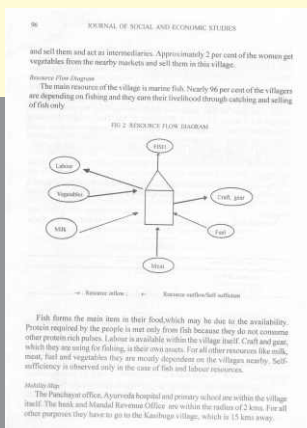 96 JOURNAL OF SOCIAL AND ECONOMIC STUDIES
and sell them and act as intermediaries. Approximately 2 per cent of the women get
vegetables from the nearby markets and sell them in this village.
Resource Flow Diagram
The main resource of the village is marine fish. Nearly 96 per cent of the villagers
are depending on fishing and they earn their livelihood through catching and selling
of fish only.
FIG 2 RESOURCE FLOW DIAGRAM
FISH
Labour
Vegetables
Craft, gear
Milk
Fuel
Meat
Resource inflow ; Resource outflow/Self sufficient
Fish forms the main item in their food,which may be due to the availability.
Protein required by the people is met only from fish because they do not consume
other protein rich pulses. Labour is available within the village itself. Craft and gear,
which they are using for fishing, is their own assets. For all other resources like milk,
meat, fuel and vegetables they are mostly dependent on the villages nearby. Self-
sufficiency is observed only in the case of fish and labour resources.
Mobility Map
The Panchayat office, Ayurveda hospital and primary school are within the village
itself. The bank and Mandal Revenue Office are within the radius of 2 kms. For all
other purposes they have to go to the village, which is 15 kms away.